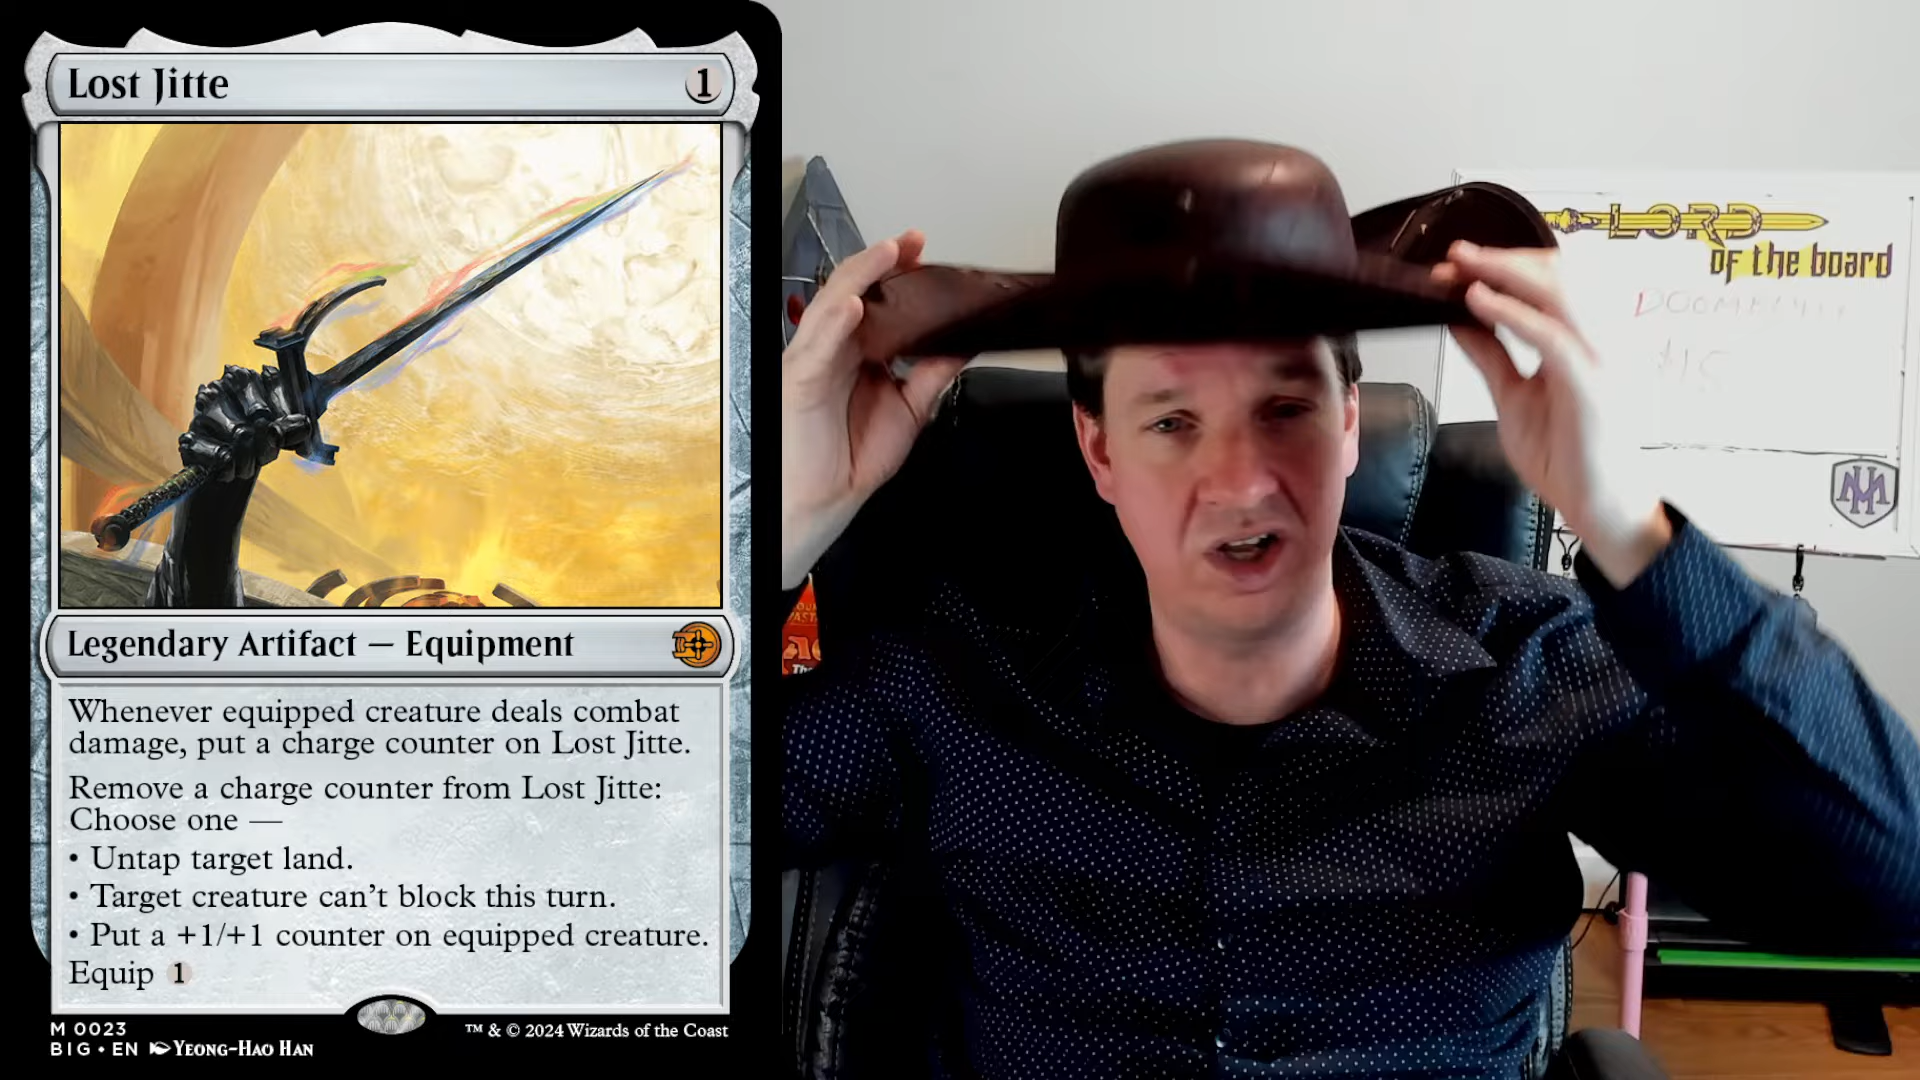 Lost Jitte 1
Legendary Artifact — Equipment
Whenever equipped creature deals combat
damage, put a charge counter on Lost Jitte.
Remove a charge counter from Lost Jitte:
Choose one —
• Untap target land.
• Target creature can't block this turn.
• Put a +1/+1 counter on equipped creature.
Equip 1
M 0023
BIG • EN Yeong-Hao Han
™ & © 2024 Wizards of the Coast
LORD
of the board